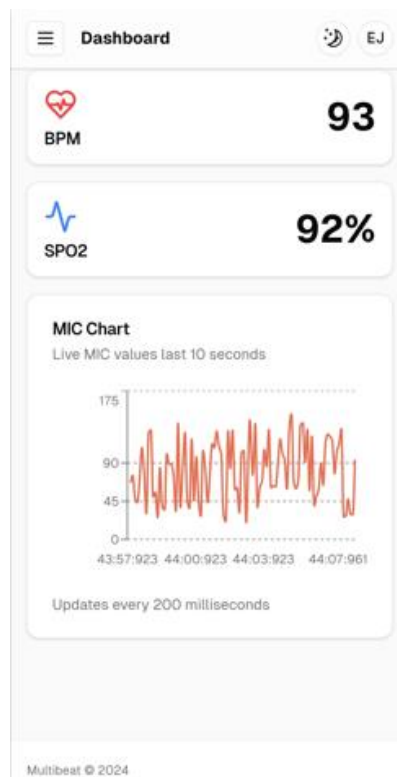 Dashboard
EJ
BPM
93
SPO2
92%
MIC Chart
Live MIC values last 10 seconds
175
90
45
0
43:57:923 44:00:923 44:03:923 44:07:961
Updates every 200 milliseconds
Multibeat © 2024